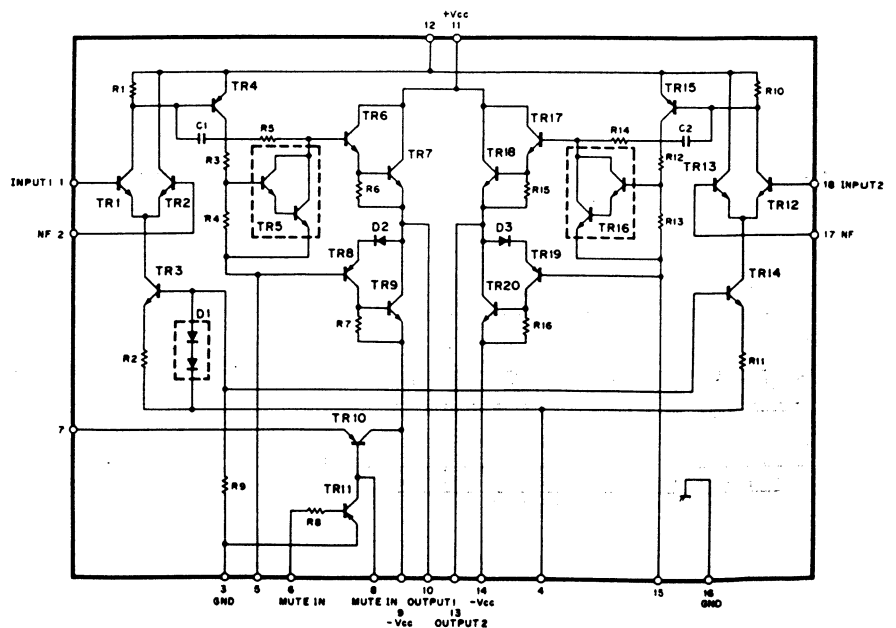 +Vcc
12 11
R1
TR4
TR15
R10
C1
R5
TR6
TR17
R14
C2
R3
TR7
TR18
R12
TR13
INPUT1 1
TR1
TR2
R6
R15
18 INPUT2
TR12
R4
TR5
TR16
R13
NF 2
17 NF
D2
D3
TR3
TR8
TR19
TR14
TR9
TR20
D1
R7
R16
R2
R11
TR10
7
R9
TR11
R8
3 5 6 8 10 14 4 15 16
GND MUTE IN MUTE IN OUTPUT1 -Vcc GND
9 13
-Vcc OUTPUT2